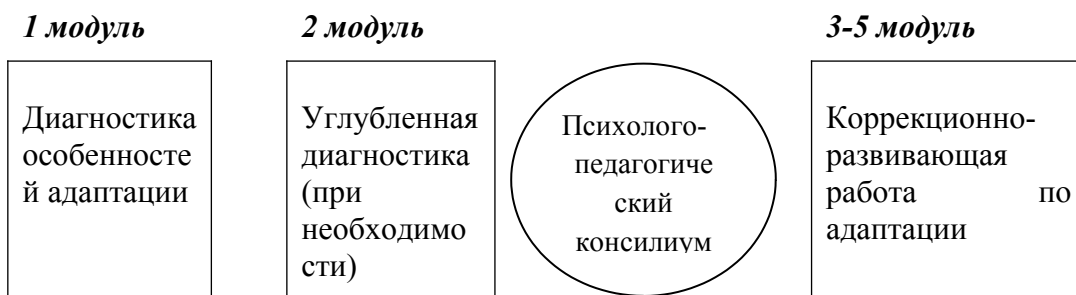 1 модуль
2 модуль
3-5 модуль
Диагностика
особенносте
й адаптации
Углубленная
диагностика
(при
необходимо
сти)
Психолого-
педагогиче
ский
консилиум
Коррекционно-
развивающая
работа по
адаптации